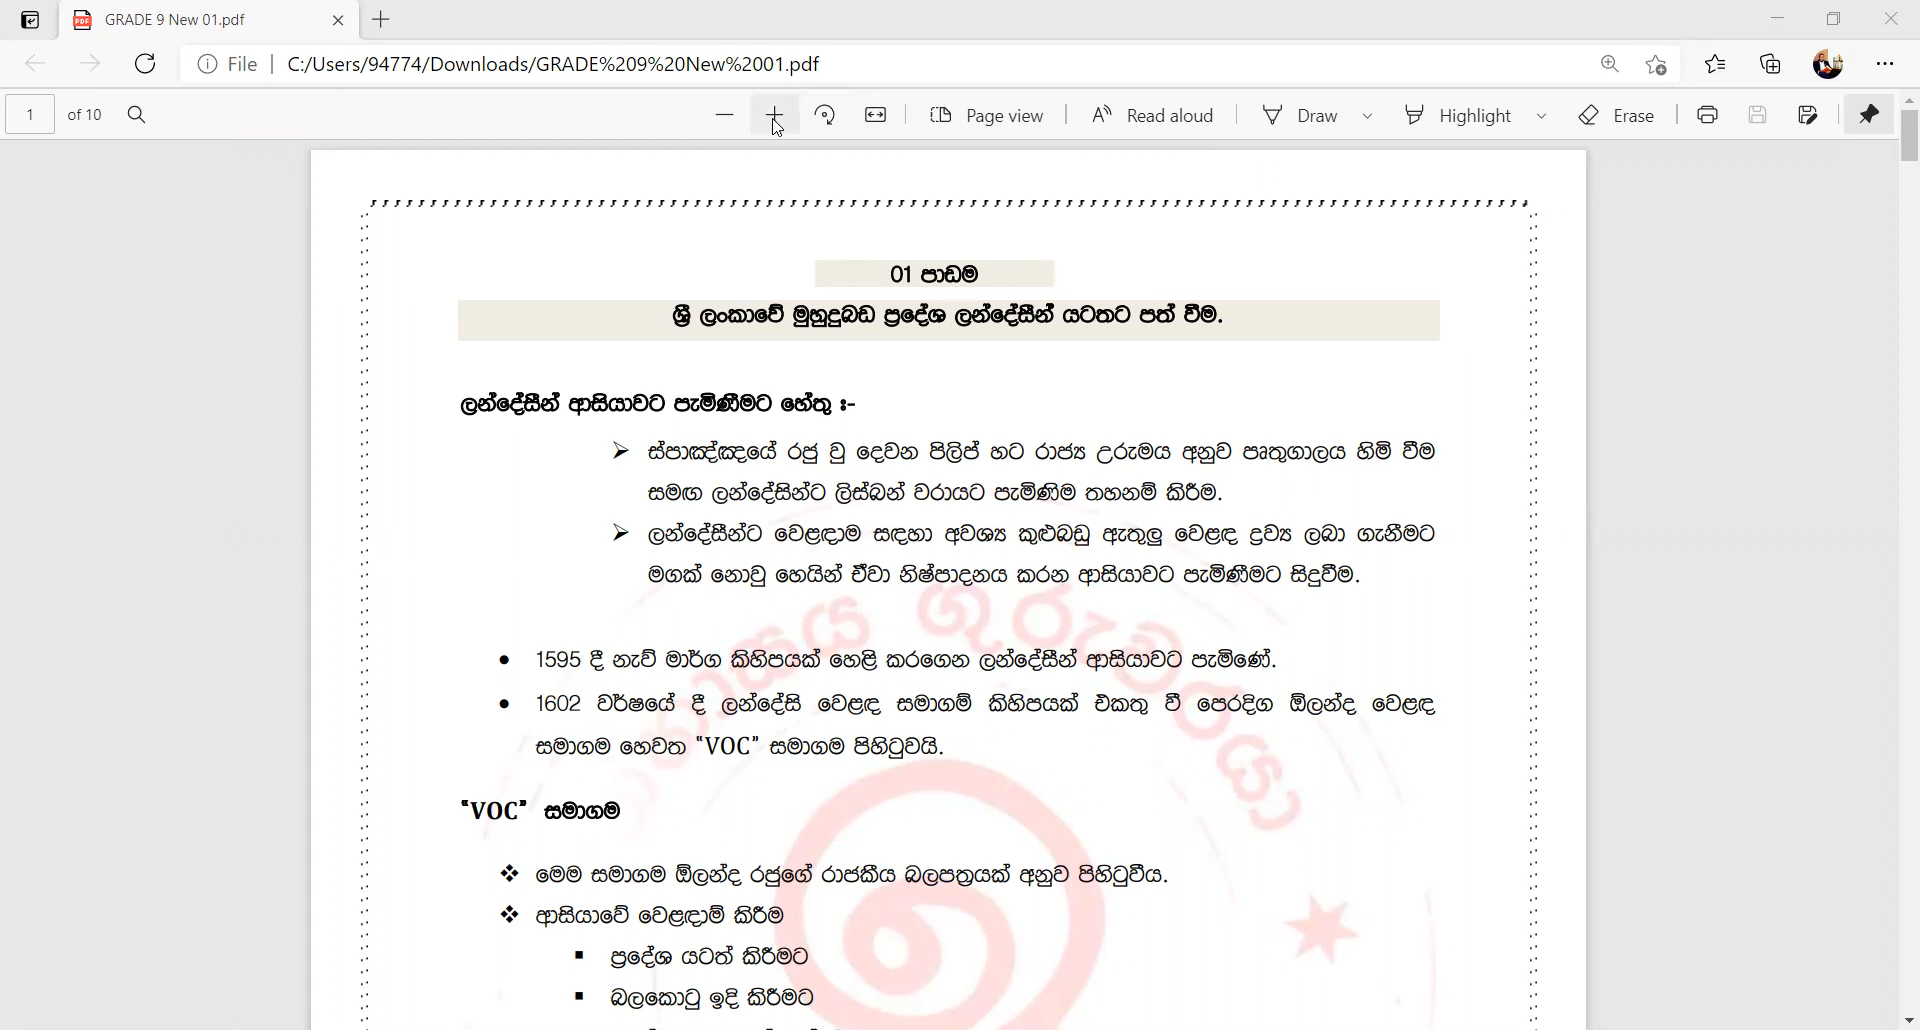 GRADE 9 New 01.pdf
File
C:/Users/94774/Downloads/GRADE%209%20New%2001.pdf
1 of 10
Page view
Read aloud
Draw
Highlight
Erase
01 පාඩම
ශ්‍රී ලංකාවේ මුහුදුබඩ ප්‍රදේශ ලන්දේසීන් යටතට පත් වීම.
ලන්දේසීන් ආසියාවට පැමිණීමට හේතු :-
ස්පාඤ්ඤයේ රජු වු දෙවන පිලිප් හට රාජ්‍ය උරුමය අනුව පෘතුගාලය හිමි වීම
සමඟ ලන්දේසින්ට ලිස්බන් වරායට පැමිණිම තහනම් කිරීම.
ලන්දේසීන්ට වෙළඳාම සඳහා අවශ්‍ය කුළුබඩු ඇතුලු වෙළඳ ද්‍රව්‍ය ලබා ගැනීමට
මගක් නොවු හෙයින් ඒවා නිෂ්පාදනය කරන ආසියාවට පැමිණීමට සිදුවීම.
1595 දී නැව් මාර්ග කිහිපයක් හෙළි කරගෙන ලන්දේසීන් ආසියාවට පැමිණේ.
1602 වර්ෂයේ දී ලන්දේසි වෙළඳ සමාගම් කිහිපයක් එකතු වී පෙරදිග ඕලන්ද වෙළඳ
සමාගම හෙවත "VOC" සමාගම පිහිටුවයි.
"VOC" සමාගම
මෙම සමාගම ඕලන්ද රජුගේ රාජකීය බලපත්‍රයක් අනුව පිහිටුවීය.
ආසියාවේ වෙළඳාම් කිරීම
ප්‍රදේශ යටත් කිරීමට
බලකොටු ඉදි කිරීමට